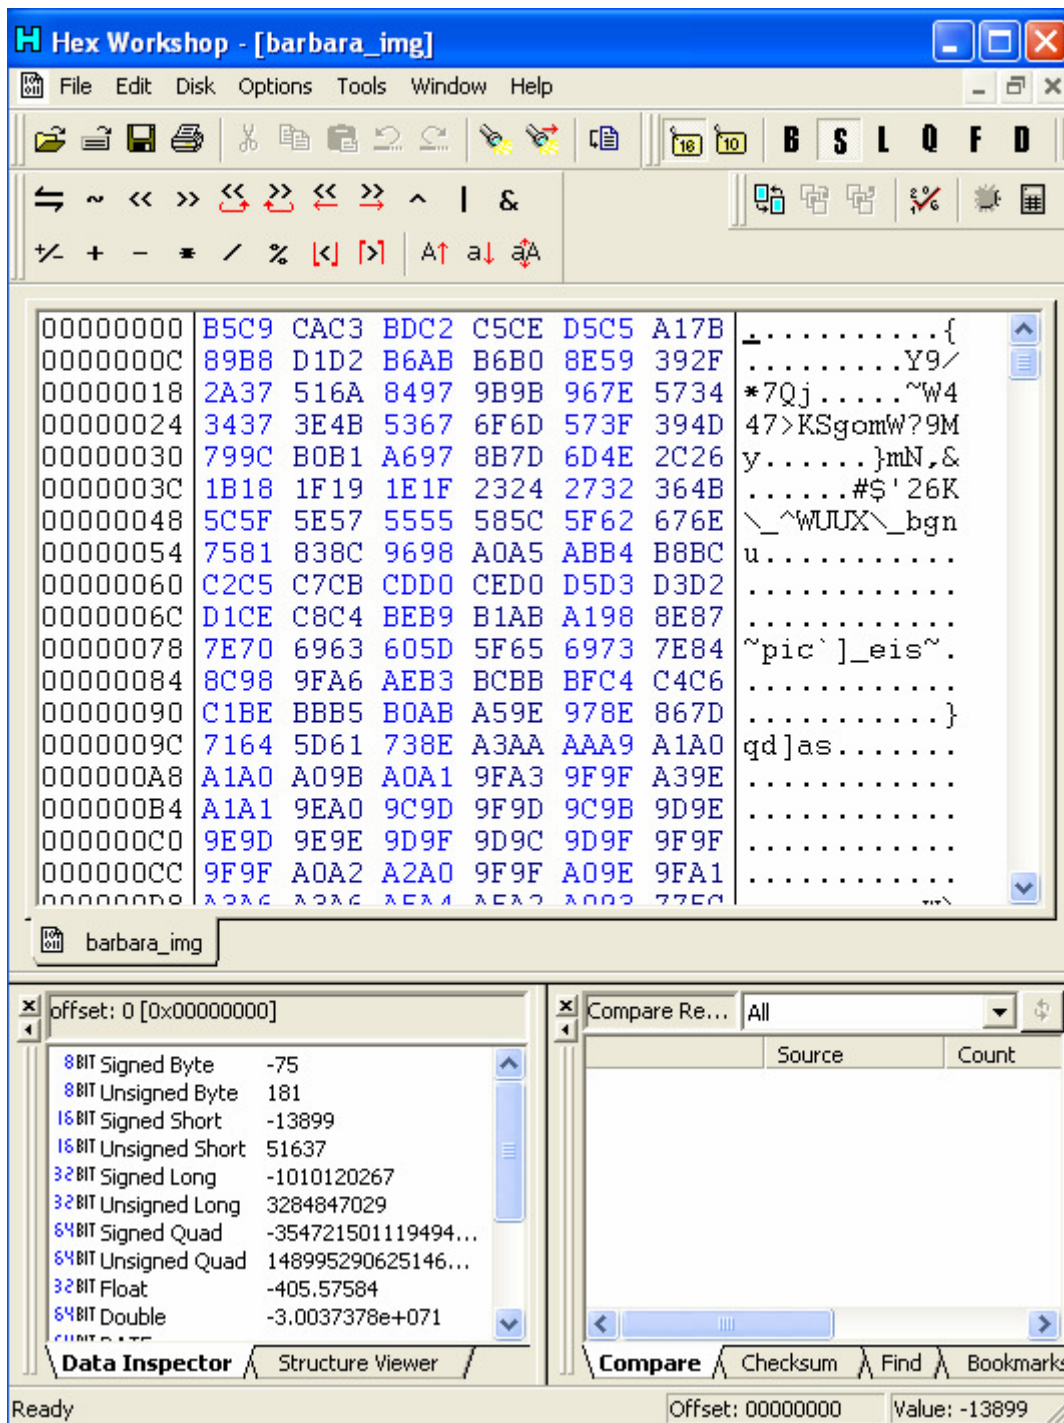 Hex Workshop - [barbara_img]
File Edit Disk Options Tools Window Help
16 10 B S L Q F D
~ << >> << >> << >> ^ | &
+/- + - * / % [<] [>] A↑ a↓ aA
00000000 B5C9 CAC3 BDC2 C5CE D5C5 A17B ...........{
0000000C 89B8 D1D2 B6AB B6B0 8E59 392F .........Y9/
00000018 2A37 516A 8497 9B9B 967E 5734 *7Qj.....~W4
00000024 3437 3E4B 5367 6F6D 573F 394D 47>KSgomW?9M
00000030 799C B0B1 A697 8B7D 6D4E 2C26 y......}mN,&
0000003C 1B18 1F19 1E1F 2324 2732 364B ......#$'26K
00000048 5C5F 5E57 5555 585C 5F62 676E \_^WUUX\_bgn
00000054 7581 838C 9698 A0A5 ABB4 B8BC u...........
00000060 C2C5 C7CB CDD0 CED0 D5D3 D3D2 ............
0000006C D1CE C8C4 BEB9 B1AB A198 8E87 ............
00000078 7E70 6963 605D 5F65 6973 7E84 ~pic`]_eis~.
00000084 8C98 9FA6 AEB3 BCBB BFC4 C4C6 ............
00000090 C1BE BBB5 B0AB A59E 978E 867D ...........}
0000009C 7164 5D61 738E A3AA AAA9 A1A0 qd]as.......
000000A8 A1A0 A09B A0A1 9FA3 9F9F A39E ............
000000B4 A1A1 9EA0 9C9D 9F9D 9C9B 9D9E ............
000000C0 9E9D 9E9E 9D9F 9D9C 9D9F 9F9F ............
000000CC 9F9F A0A2 A2A0 9F9F A09E 9FA1 ............
barbara_img
offset: 0 [0x00000000]
8BIT Signed Byte -75
8BIT Unsigned Byte 181
16BIT Signed Short -13899
16BIT Unsigned Short 51637
32BIT Signed Long -1010120267
32BIT Unsigned Long 3284847029
64BIT Signed Quad -354721501119494...
64BIT Unsigned Quad 148995290625146...
32BIT Float -405.57584
64BIT Double -3.0037378e+071
Data Inspector Structure Viewer
Compare Re... All
Source Count
Compare Checksum Find Bookmarks
Ready Offset: 00000000 Value: -13899